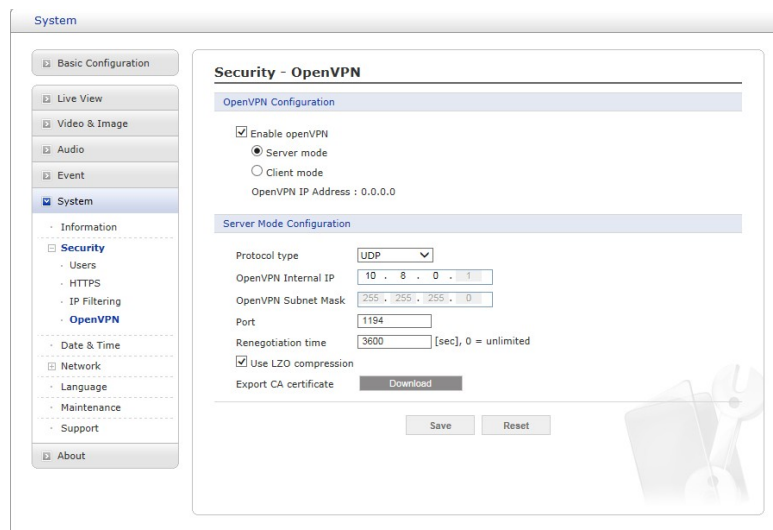 System
Basic Configuration
Live View
Video & Image
Audio
Event
System
Information
Security
Users
HTTPS
IP Filtering
OpenVPN
Date & Time
Network
Language
Maintenance
Support
About
Security - OpenVPN
OpenVPN Configuration
Enable openVPN
Server mode
Client mode
OpenVPN IP Address : 0.0.0.0
Server Mode Configuration
Protocol type UDP
OpenVPN Internal IP 10 . 8 . 0 . 1
OpenVPN Subnet Mask 255 . 255 . 255 . 0
Port 1194
Renegotiation time 3600 [sec], 0 = unlimited
Use LZO compression
Export CA certificate Download
Save Reset